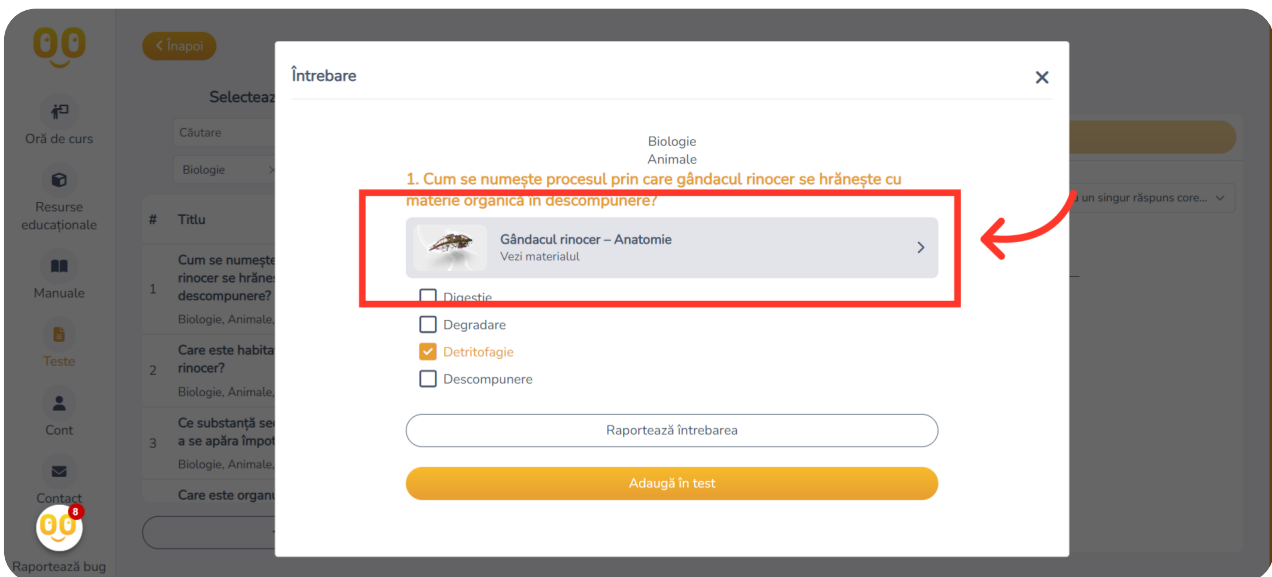 Înapoi
Selecteaz
Căutare
Biologie
# Titlu
Cum se numește
rinocer se hrăneș
1 descompunere?
Biologie, Animale,
Care este habita
2 rinocer?
Biologie, Animale,
Ce substanță se
3 a se apăra împot
Biologie, Animale,
Care este organu
Oră de curs
Resurse
educaționale
Manuale
Teste
Cont
Contact
8
Raportează bug
Întrebare
Biologie
Animale
1. Cum se numește procesul prin care gândacul rinocer se hrănește cu
materie organică în descompunere?
Gândacul rinocer – Anatomie
Vezi materialul
Digestie
Degradare
Detritofagie
Descompunere
Raportează întrebarea
Adaugă în test
un singur răspuns core...